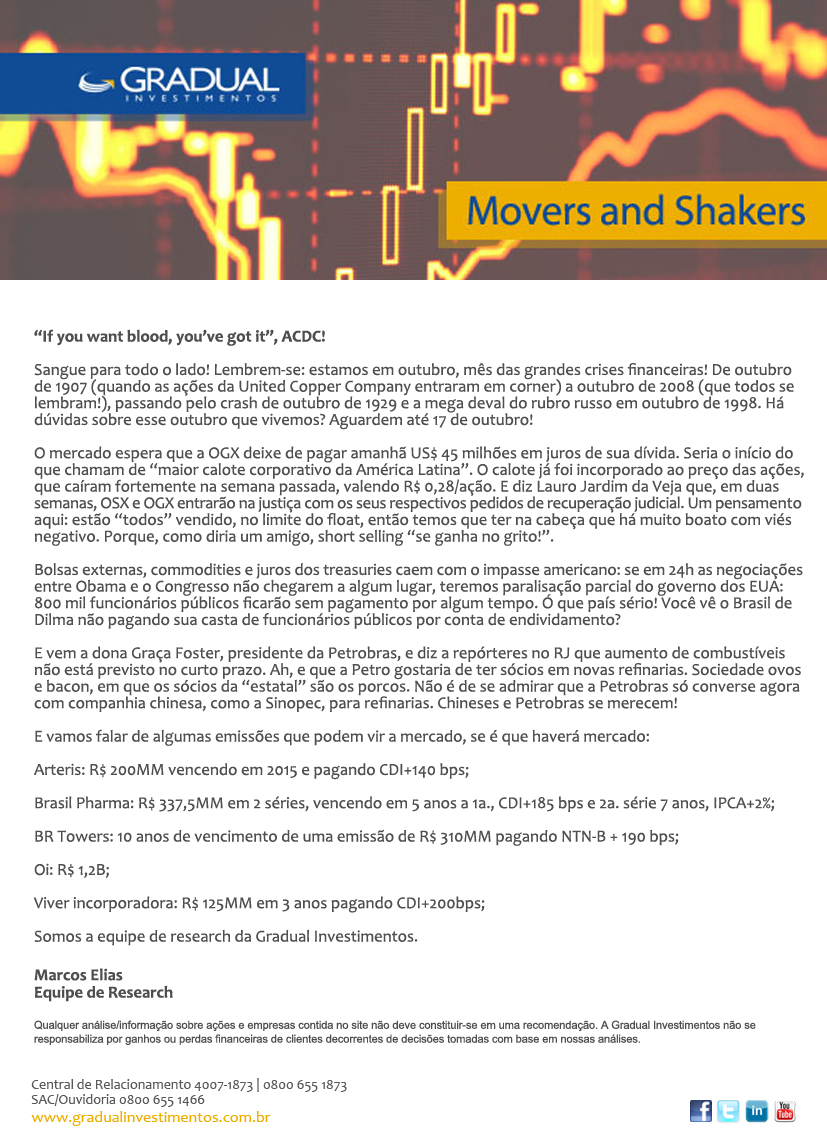 GRADUAL
INVESTIMENTOS
Movers and Shakers
“If you want blood, you’ve got it”, ACDC!
Sangue para todo o lado! Lembrem-se: estamos em outubro, mês das grandes crises financeiras! De outubro
de 1907 (quando as ações da United Copper Company entraram em corner) a outubro de 2008 (que todos se
lembram!), passando pelo crash de outubro de 1929 e a mega deval do rubro russo em outubro de 1998. Há
dúvidas sobre esse outubro que vivemos? Aguardem até 17 de outubro!
O mercado espera que a OGX deixe de pagar amanhã US$ 45 milhões em juros de sua dívida. Seria o início do
que chamam de “maior calote corporativo da América Latina”. O calote já foi incorporado ao preço das ações,
que caíram fortemente na semana passada, valendo R$ 0,28/ação. E diz Lauro Jardim da Veja que, em duas
semanas, OSX e OGX entrarão na justiça com os seus respectivos pedidos de recuperação judicial. Um pensamento
aqui: estão “todos” vendido, no limite do float, então temos que ter na cabeça que há muito boato com viés
negativo. Porque, como diria um amigo, short selling “se ganha no grito!”.
Bolsas externas, commodities e juros dos treasuries caem com o impasse americano: se em 24h as negociações
entre Obama e o Congresso não chegarem a algum lugar, teremos paralisação parcial do governo dos EUA:
800 mil funcionários públicos ficarão sem pagamento por algum tempo. Ó que país sério! Você vê o Brasil de
Dilma não pagando sua casta de funcionários públicos por conta de endividamento?
E vem a dona Graça Foster, presidente da Petrobras, e diz a repórteres no RJ que aumento de combustíveis
não está previsto no curto prazo. Ah, e que a Petro gostaria de ter sócios em novas refinarias. Sociedade ovos
e bacon, em que os sócios da “estatal” são os porcos. Não é de se admirar que a Petrobras só converse agora
com companhia chinesa, como a Sinopec, para refinarias. Chineses e Petrobras se merecem!
E vamos falar de algumas emissões que podem vir a mercado, se é que haverá mercado:
Arteris: R$ 200MM vencendo em 2015 e pagando CDI+140 bps;
Brasil Pharma: R$ 337,5MM em 2 séries, vencendo em 5 anos a 1a., CDI+185 bps e 2a. série 7 anos, IPCA+2%;
BR Towers: 10 anos de vencimento de uma emissão de R$ 310MM pagando NTN-B + 190 bps;
Oi: R$ 1,2B;
Viver incorporadora: R$ 125MM em 3 anos pagando CDI+200bps;
Somos a equipe de research da Gradual Investimentos.
Marcos Elias
Equipe de Research
Qualquer análise/informação sobre ações e empresas contida no site não deve constituir-se em uma recomendação. A Gradual Investimentos não se
responsabiliza por ganhos ou perdas financeiras de clientes decorrentes de decisões tomadas com base em nossas análises.
Central de Relacionamento 4007-1873 | 0800 655 1873
SAC/Ouvidoria 0800 655 1466
www.gradualinvestimentos.com.br
f t in You Tube